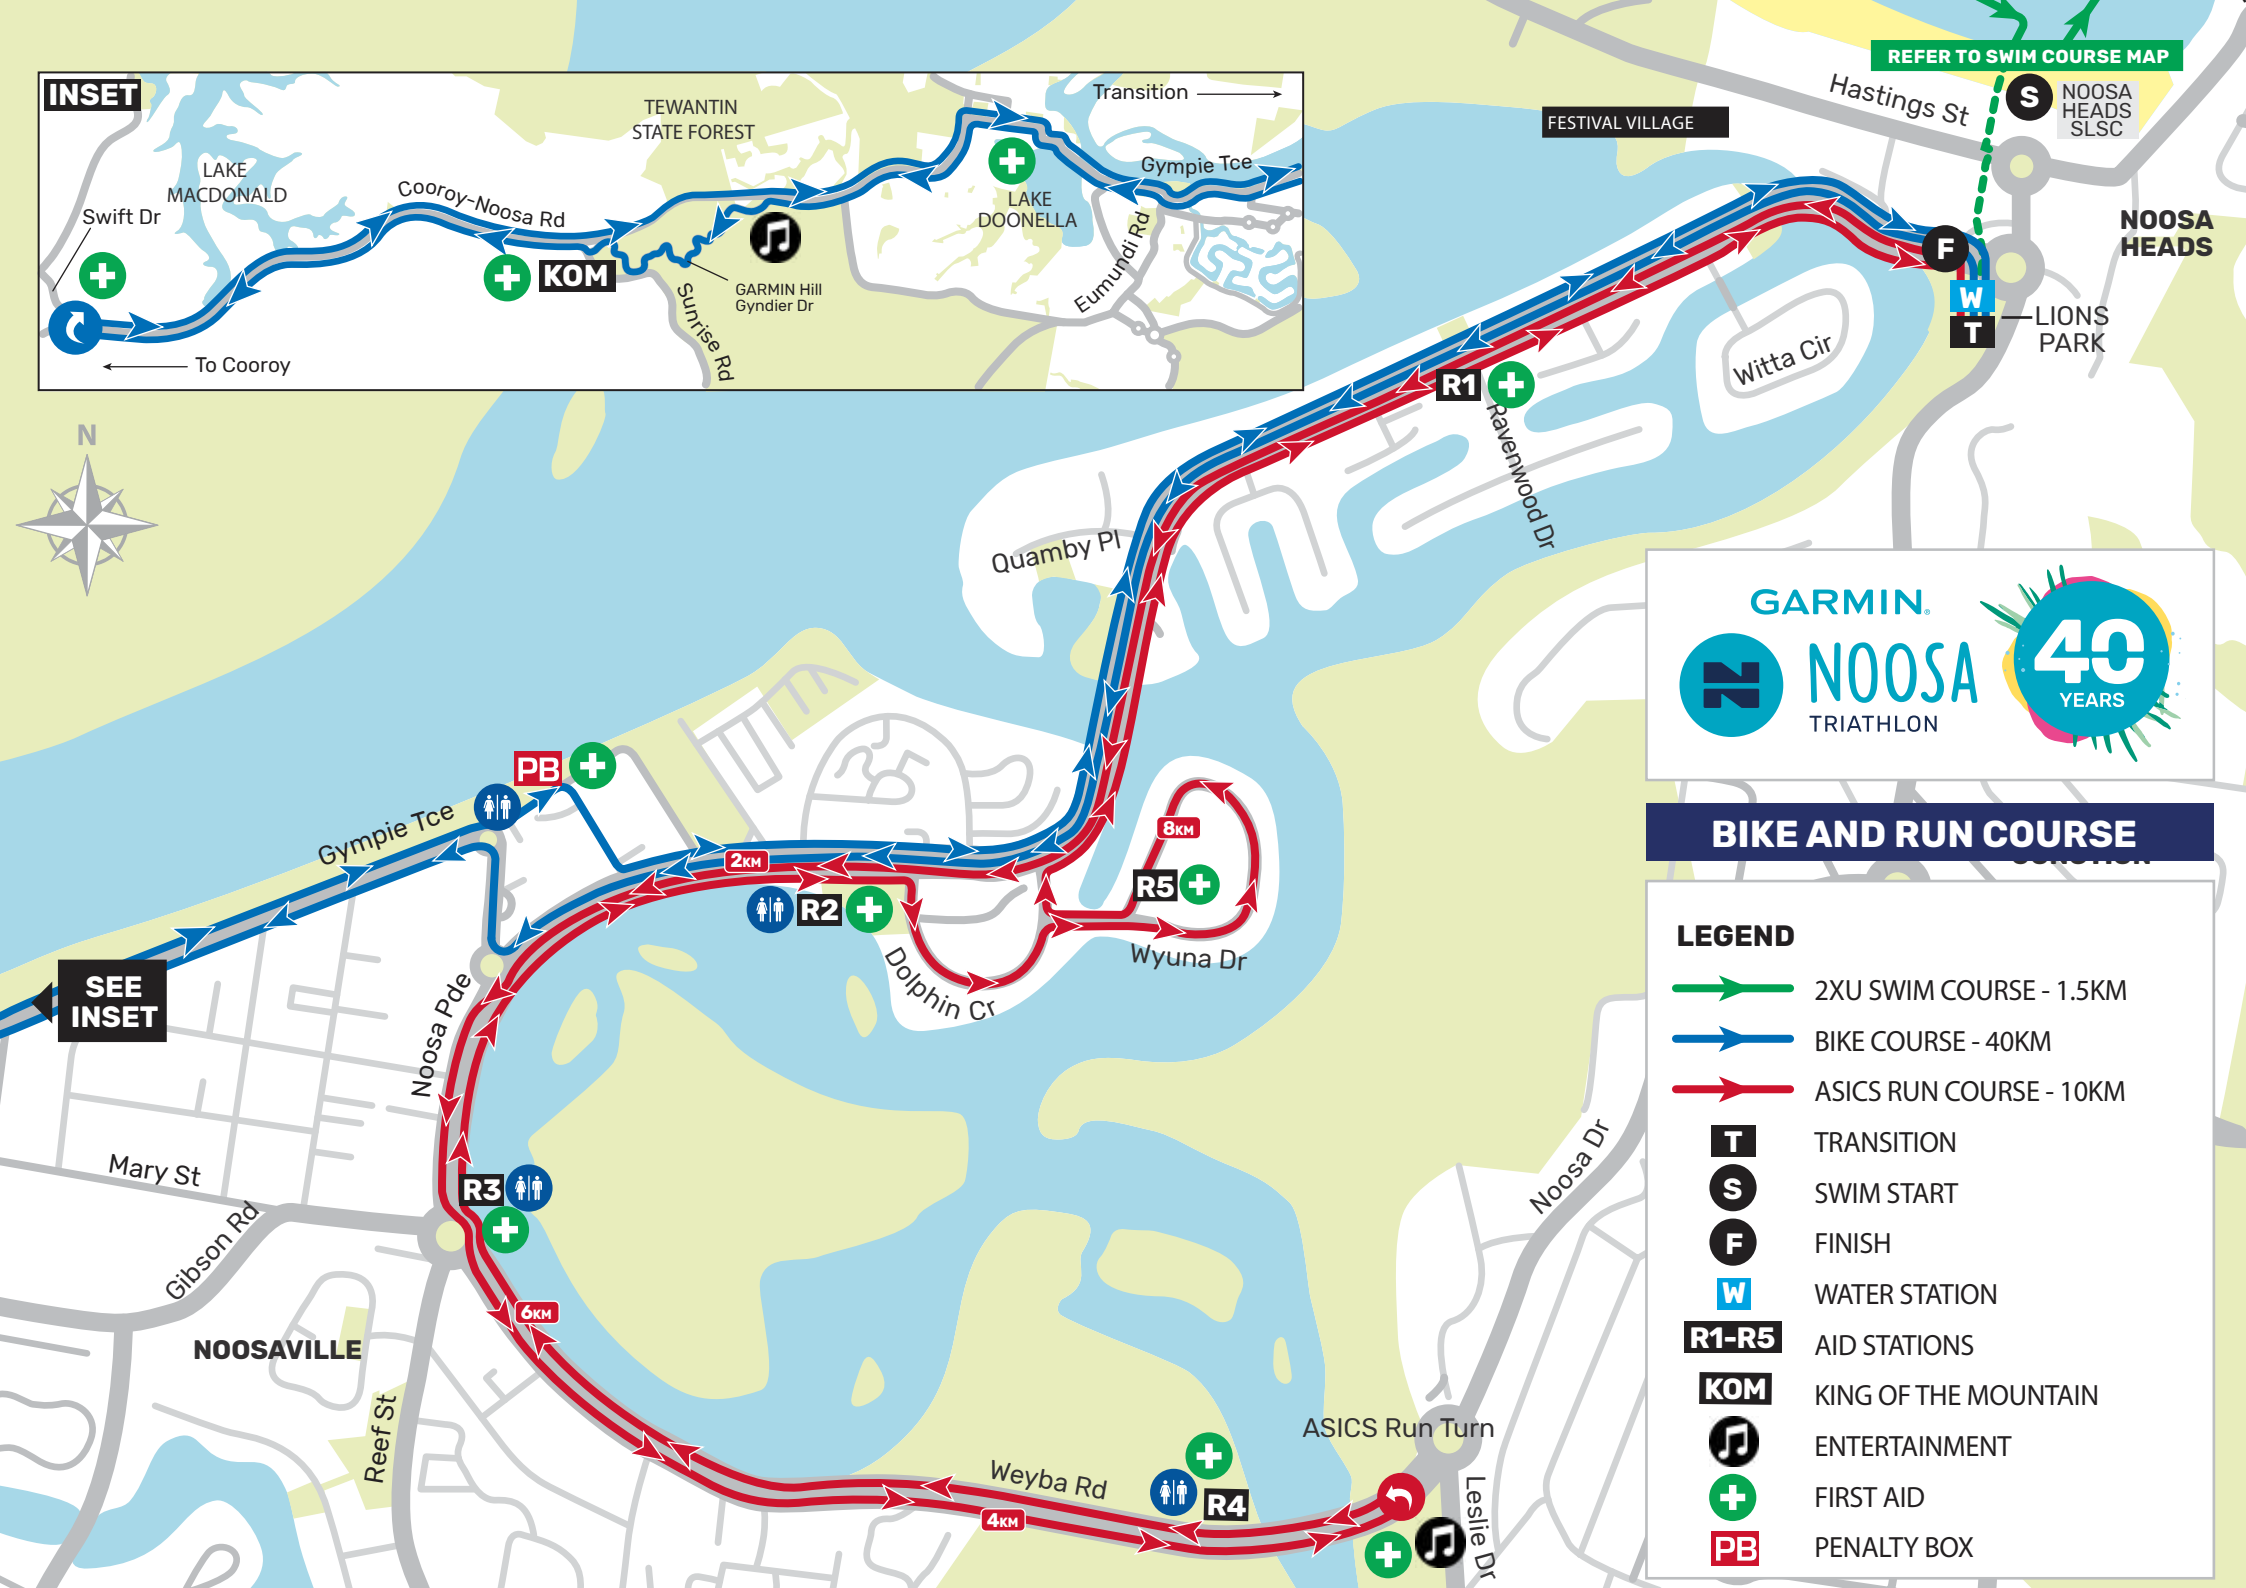 REFER TO SWIM COURSE MAP
Hastings St
S
NOOSA
HEADS
SLSC
FESTIVAL VILLAGE
NOOSA
HEADS
F
W
T
LIONS
PARK
Witta Cir
INSET
Transition
TEWANTIN
STATE FOREST
LAKE
MACDONALD
Cooroy-Noosa Rd
Swift Dr
Gympie Tce
LAKE
DOONELLA
Eumundi Rd
KOM
GARMIN Hill
Gyndier Dr
Sunrise Rd
To Cooroy
N
R1
Ravenwood Dr
Quamby Pl
GARMIN
NOOSA
TRIATHLON
40
YEARS
PB
Gympie Tce
2KM
8KM
R5
R2
Wyuna Dr
Dolphin Cr
SEE
INSET
Noosa Pde
Mary St
Gibson Rd
R3
6KM
NOOSAVILLE
Reef St
Weyba Rd
4KM
R4
ASICS Run Turn
Leslie Dr
Noosa Dr
BIKE AND RUN COURSE
LEGEND
2XU SWIM COURSE - 1.5KM
BIKE COURSE - 40KM
ASICS RUN COURSE - 10KM
T TRANSITION
S SWIM START
F FINISH
W WATER STATION
R1-R5 AID STATIONS
KOM KING OF THE MOUNTAIN
ENTERTAINMENT
FIRST AID
PB PENALTY BOX